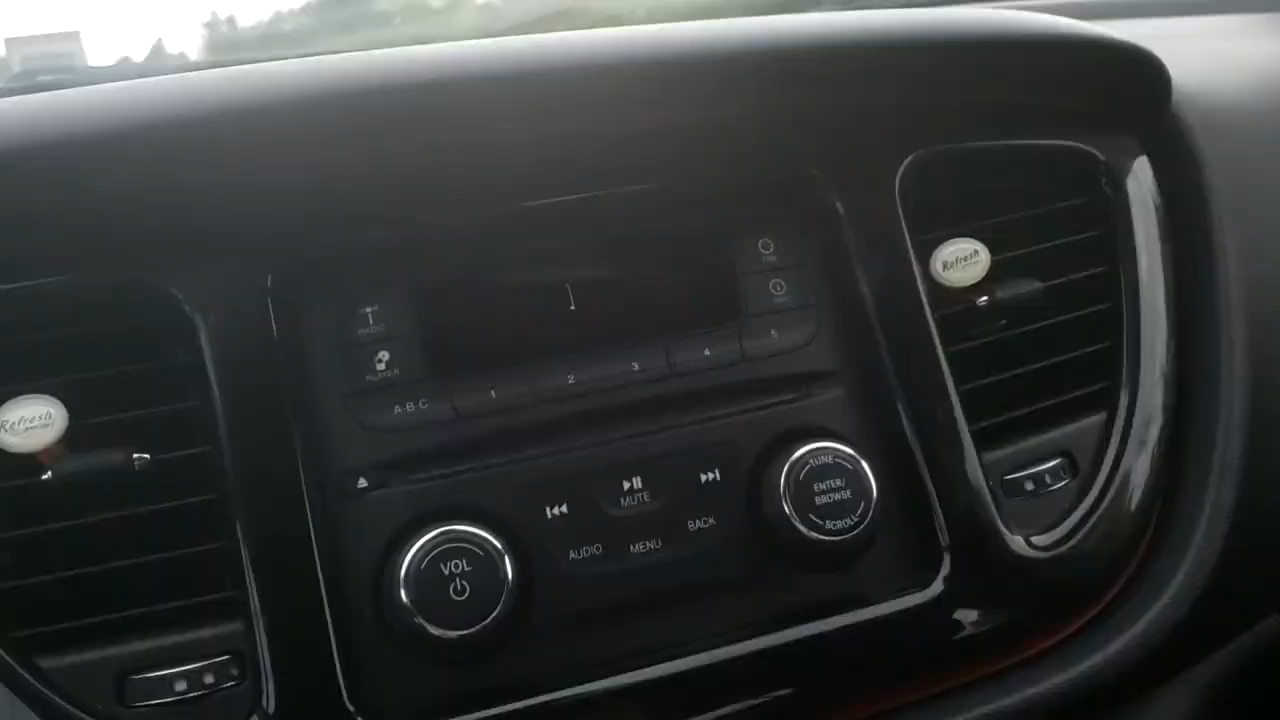 RADIO
PLAYER
A-B-C
1
2
3
4
5
Refresh
Refresh
MUTE
AUDIO
MENU
BACK
VOL
TUNE
ENTER/
BROWSE
SCROLL